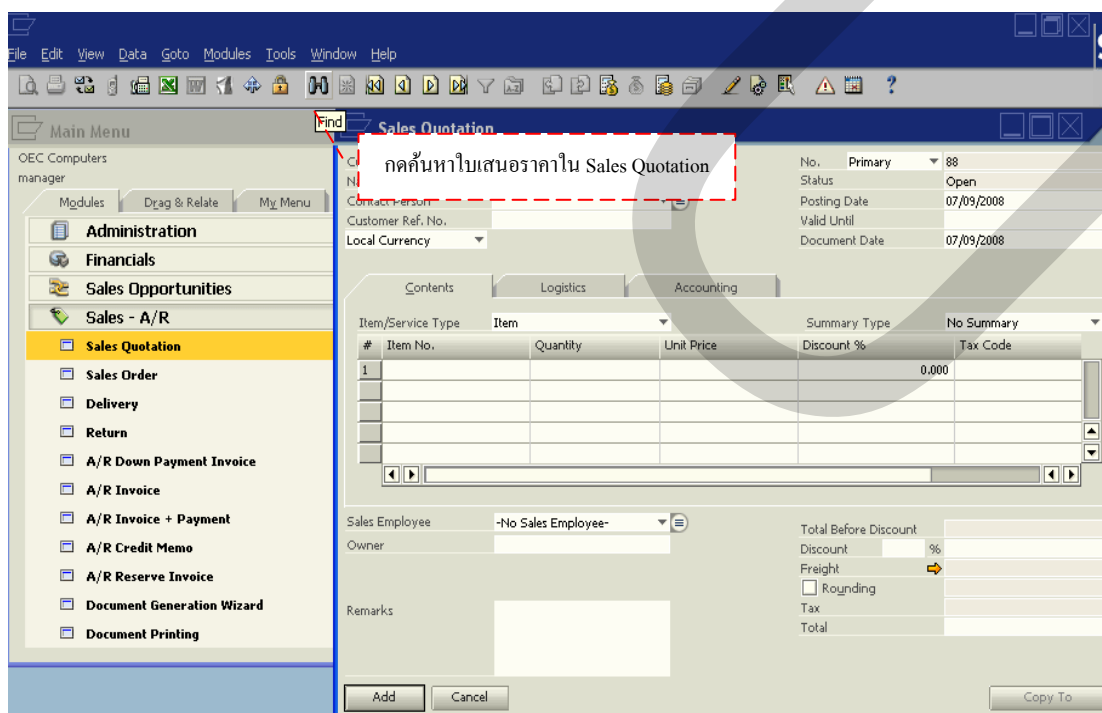 File Edit View Data Goto Modules Tools Window Help
Find
Main Menu
OEC Computers
manager
Modules Drag & Relate My Menu
Administration
Financials
Sales Opportunities
Sales - A/R
Sales Quotation
Sales Order
Delivery
Return
A/R Down Payment Invoice
A/R Invoice
A/R Invoice + Payment
A/R Credit Memo
A/R Reserve Invoice
Document Generation Wizard
Document Printing
Sales Quotation
กดค้นหาใบเสนอราคาใน Sales Quotation
Contact Person
Customer Ref. No.
Local Currency
No. Primary 88
Status Open
Posting Date 07/09/2008
Valid Until
Document Date 07/09/2008
Contents Logistics Accounting
Item/Service Type Item Summary Type No Summary
# Item No. Quantity Unit Price Discount % Tax Code
1 0.000
Sales Employee -No Sales Employee-
Owner
Remarks
Total Before Discount
Discount %
Freight
Rounding
Tax
Total
Add Cancel Copy To